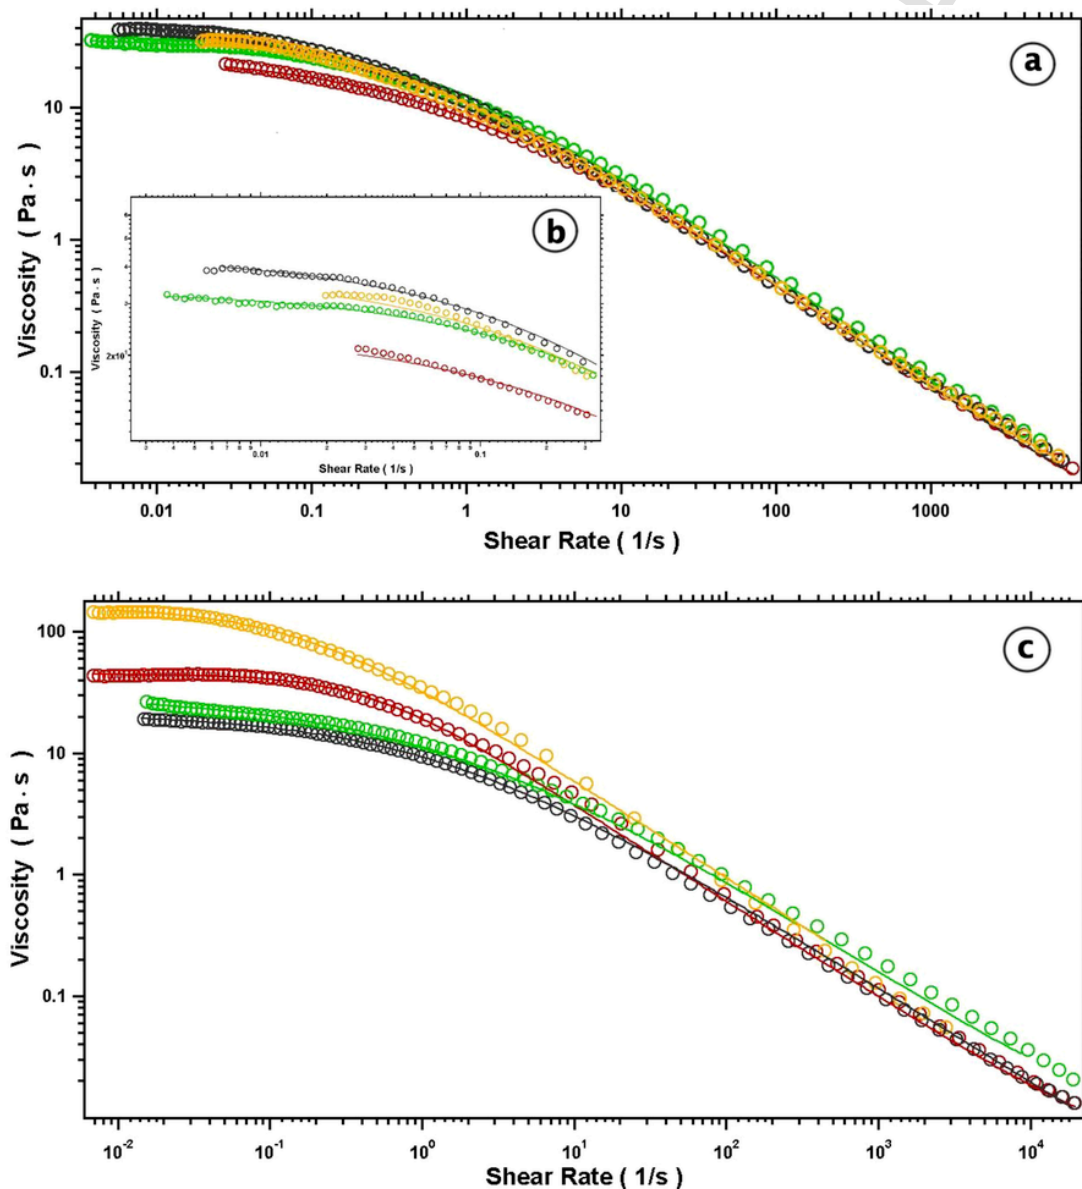 a
10
1
0.1
Viscosity ( Pa · s )
b
Viscosity ( Pa · s )
0.01
0.1
Shear Rate ( 1/s )
0.01
0.1
1
10
100
1000
Shear Rate ( 1/s )
c
100
10
1
0.1
Viscosity ( Pa · s )
10⁻²
10⁻¹
10⁰
10¹
10²
10³
10⁴
Shear Rate ( 1/s )